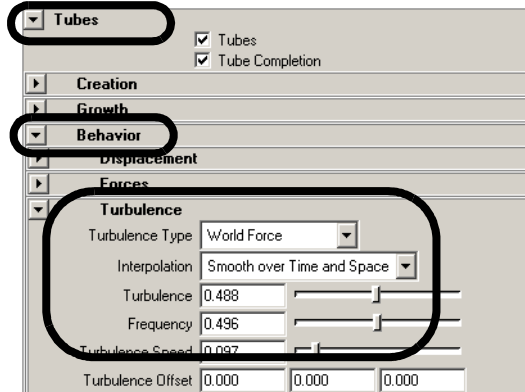 Tubes
Tubes
Tube Completion
Creation
Growth
Behavior
Displacement
Forces
Turbulence
Turbulence Type World Force
Interpolation Smooth over Time and Space
Turbulence 0.488
Frequency 0.496
Turbulence Speed 0.097
Turbulence Offset 0.000 0.000 0.000